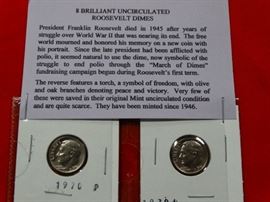 8 BRILLIANT UNCIRCULATED
ROOSEVELT DIMES
President Franklin Roosevelt died in 1945 after years of
struggle over World War II that was nearing its end. The free
world mourned and honored his memory on a new coin with
his portrait. Since the late president had been afflicted with
polio, it seemed natural to use the dime, now symbolic of the
struggle to end polio through the "March of Dimes"
fundraising campaign begun during Roosevelt's first term.
The reverse features a torch, a symbol of freedom, with olive
and oak branches denoting peace and victory. Very few of
these were saved in their original Mint uncirculated condition
and are quite scarce. They have been minted since 1946.
1970 D